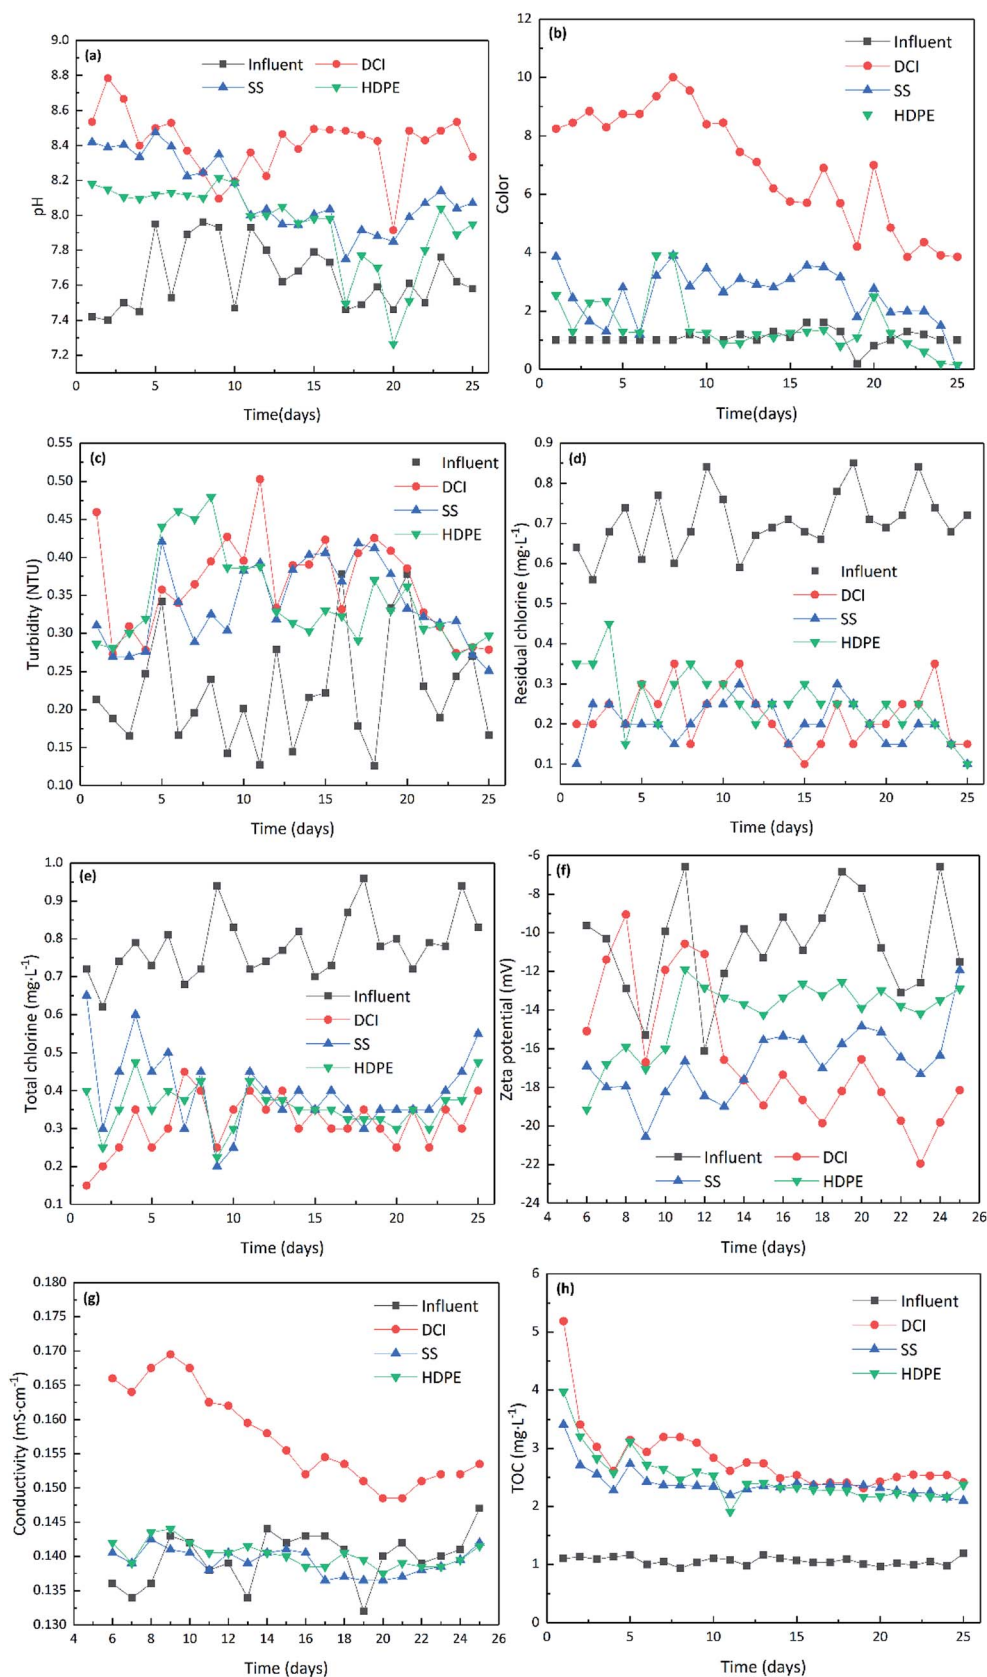 (a)
Influent DCI
SS HDPE
9.0
8.8
8.6
8.4
8.2
8.0
7.8
7.6
7.4
7.2
pH
0 5 10 15 20 25
Time(days)
(b)
Influent
DCI
SS
HDPE
12
10
8
6
4
2
0
Color
0 5 10 15 20 25
Time(days)
(c)
Influent
DCI
SS
HDPE
0.55
0.50
0.45
0.40
0.35
0.30
0.25
0.20
0.15
0.10
Turbidity (NTU)
0 5 10 15 20 25
Time (days)
(d)
Influent
DCI
SS
HDPE
0.9
0.8
0.7
0.6
0.5
0.4
0.3
0.2
0.1
Residual chlorine (mg·L⁻¹)
0 5 10 15 20 25
Time (days)
(e)
Influent
DCI
SS
HDPE
1.0
0.9
0.8
0.7
0.6
0.5
0.4
0.3
0.2
0.1
Total chlorine (mg·L⁻¹)
0 5 10 15 20 25
Time (days)
(f)
Influent DCI
SS HDPE
-6
-8
-10
-12
-14
-16
-18
-20
-22
-24
Zeta potential (mV)
4 6 8 10 12 14 16 18 20 22 24 26
Time (days)
(g)
Influent
DCI
SS
HDPE
0.180
0.175
0.170
0.165
0.160
0.155
0.150
0.145
0.140
0.135
0.130
Conductivity (mS·cm⁻¹)
4 6 8 10 12 14 16 18 20 22 24 26
Time (days)
(h)
Influent
DCI
SS
HDPE
6
5
4
3
2
1
0
TOC (mg·L⁻¹)
0 5 10 15 20 25
Time (days)